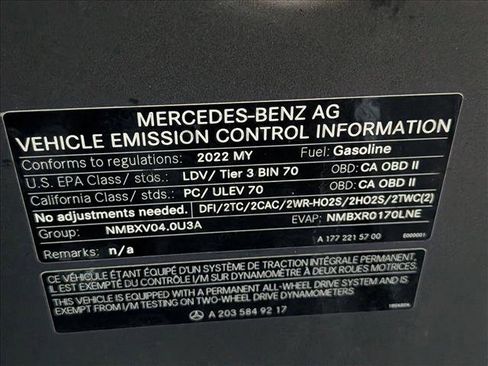 MERCEDES-BENZ AG
VEHICLE EMISSION CONTROL INFORMATION
Conforms to regulations: 2022 MY Fuel: Gasoline
U.S. EPA Class/ stds: LDV/ Tier 3 BIN 70 OBD: CA OBD II
California Class/ stds.: PC/ ULEV 70 OBD: CA OBD II
No adjustments needed. DFI/2TC/2CAC/2WR-HO2S/2HO2S/2TWC(2)
Group: NMBXV04.0U3A EVAP: NMBXR0170LNE
Remarks: n/a A 177 221 57 00 E000001
CE VÉHICULE ÉTANT ÉQUIPÉ D'UN SYSTÈME DE TRACTION INTÉGRALE PERMANENT,
IL EST EXEMPTÉ DU CONTRÔLE I/M SUR DYNAMOMÈTRE À DEUX ROUES MOTRICES.
THIS VEHICLE IS EQUIPPED WITH A PERMANENT ALL-WHEEL DRIVE SYSTEM AND IS
EXEMPT FROM I/M TESTING ON TWO-WHEEL DRIVE DYNAMOMETERS.
A 203 584 92 17